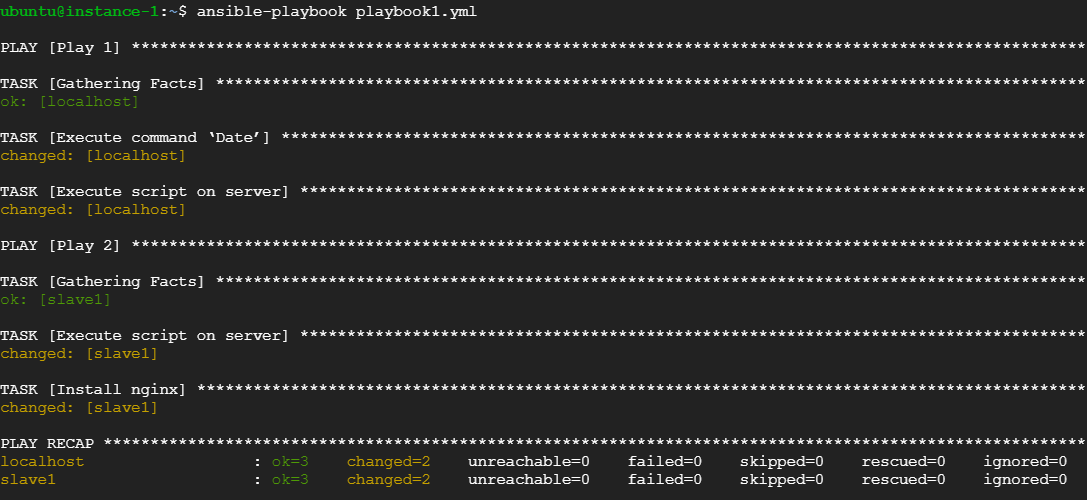 ubuntu@instance-1:~$ ansible-playbook playbook1.yml
PLAY [Play 1] ******************************************************************************************************
TASK [Gathering Facts] *********************************************************************************************
ok: [localhost]
TASK [Execute command ‘Date’] **************************************************************************************
changed: [localhost]
TASK [Execute script on server] ************************************************************************************
changed: [localhost]
PLAY [Play 2] ******************************************************************************************************
TASK [Gathering Facts] *********************************************************************************************
ok: [slave1]
TASK [Execute script on server] ************************************************************************************
changed: [slave1]
TASK [Install nginx] ***********************************************************************************************
changed: [slave1]
PLAY RECAP *********************************************************************************************************
localhost                  : ok=3    changed=2    unreachable=0    failed=0    skipped=0    rescued=0    ignored=0
slave1                     : ok=3    changed=2    unreachable=0    failed=0    skipped=0    rescued=0    ignored=0